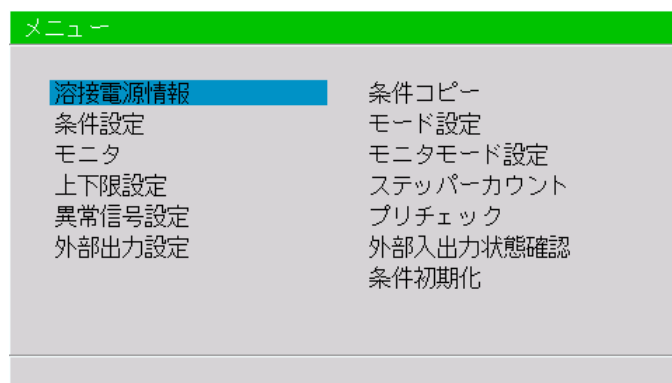 メニュー
溶接電源情報
条件設定
モニタ
上下限設定
異常信号設定
外部出力設定
条件コピー
モード設定
モニタモード設定
ステッパーカウント
プリチェック
外部入出力状態確認
条件初期化